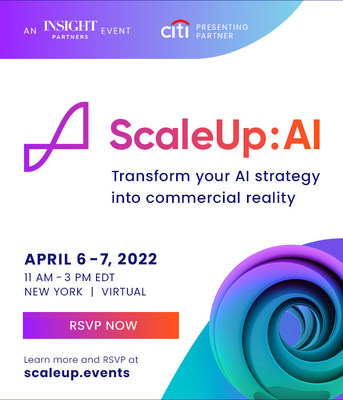 AN INSIGHT PARTNERS EVENT
citi PRESENTING PARTNER
ScaleUp:AI
Transform your AI strategy
into commercial reality
APRIL 6-7, 2022
11 AM - 3 PM EDT
NEW YORK | VIRTUAL
RSVP NOW
Learn more and RSVP at
scaleup.events